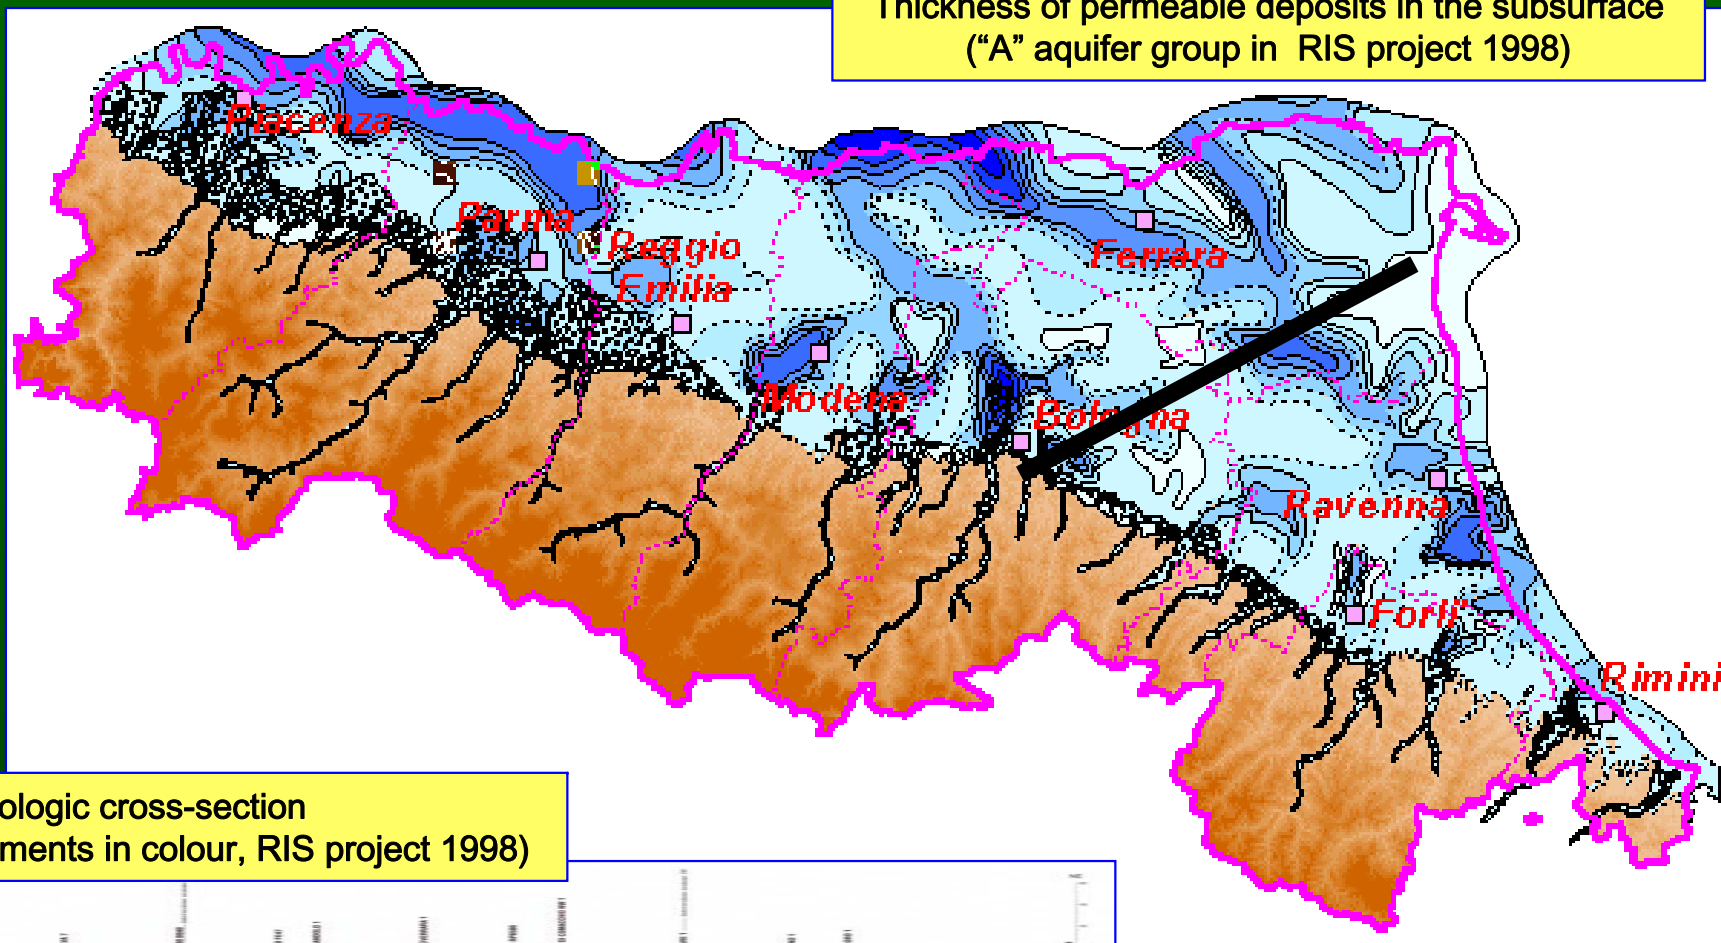 Thickness of permeable deposits in the subsurface
(“A” aquifer group in RIS project 1998)
Piacenza
Parma
Reggio
Emilia
Modena
Bologna
Ferrara
Ravenna
Forli'
Rimini
ologic cross-section
ments in colour, RIS project 1998)